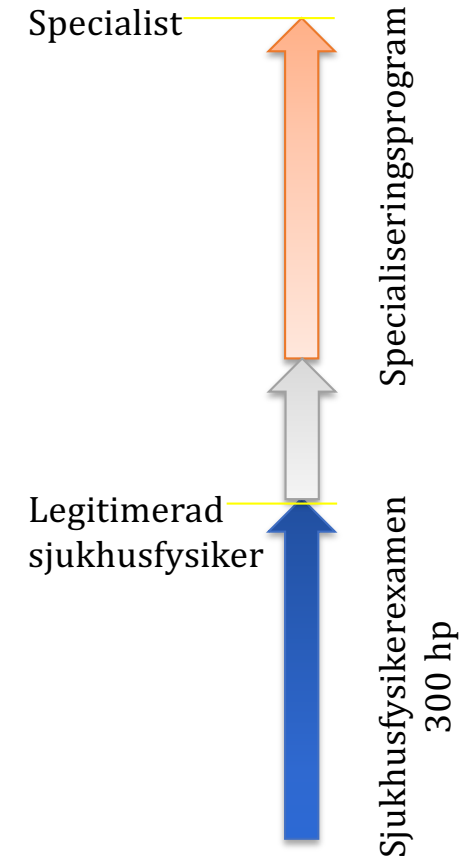 Specialist
Specialiseringsprogram
Legitimerad
sjukhusfysiker
Sjukhusfysikerexamen
300 hp